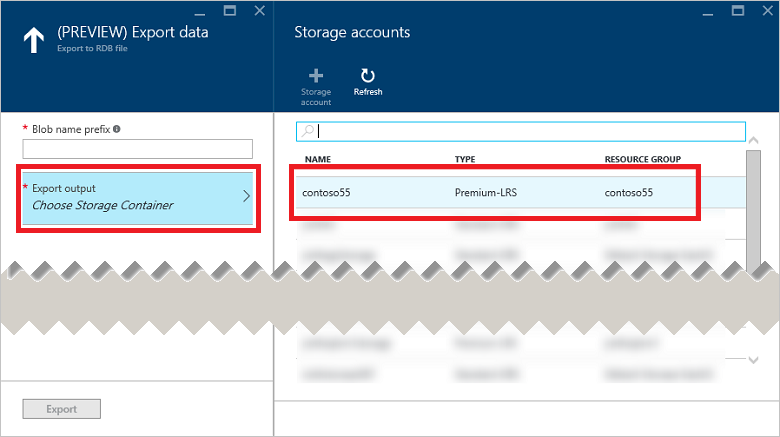 (PREVIEW) Export data
Export to RDB file
* Blob name prefix
* Export output
Choose Storage Container
Export
Storage accounts
Storage account
Refresh
NAME TYPE RESOURCE GROUP
contoso55 Premium-LRS contoso55